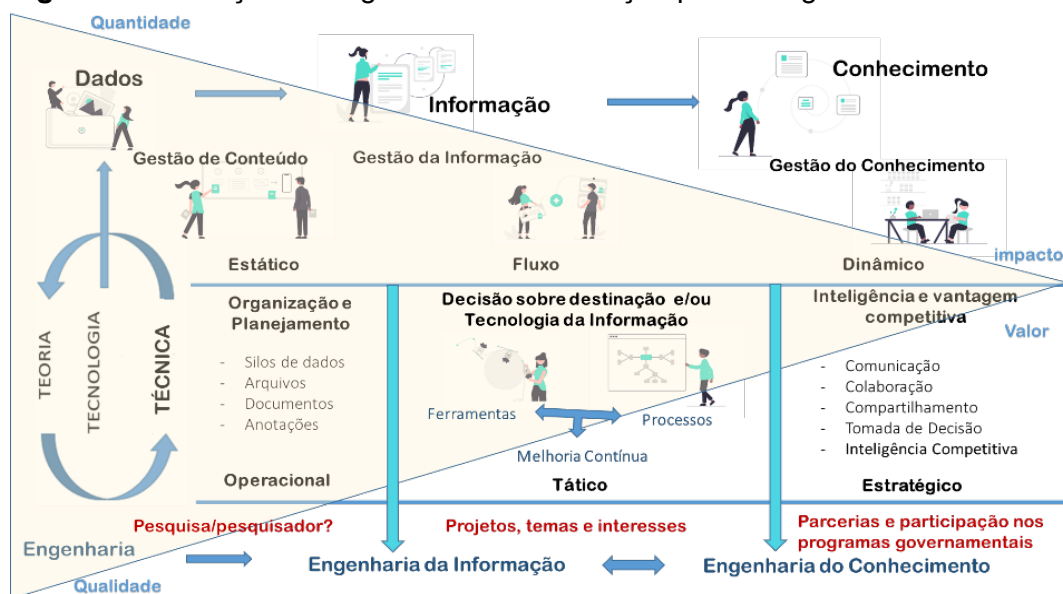 Quantidade
Dados
Informação
Conhecimento
Gestão de Conteúdo
Gestão da Informação
Gestão do Conhecimento
Estático
Fluxo
Dinâmico
impacto
TEORIA
TECNOLOGIA
TÉCNICA
Organização e
Planejamento
- Silos de dados
- Arquivos
- Documentos
- Anotações
Decisão sobre destinação e/ou
Tecnologia da Informação
Ferramentas
Processos
Melhoria Contínua
Inteligência e vantagem
competitiva
Valor
- Comunicação
- Colaboração
- Compartilhamento
- Tomada de Decisão
- Inteligência Competitiva
Operacional
Tático
Estratégico
Pesquisa/pesquisador?
Projetos, temas e interesses
Parcerias e participação nos
programas governamentais
Engenharia
Engenharia da Informação
Engenharia do Conhecimento
Qualidade